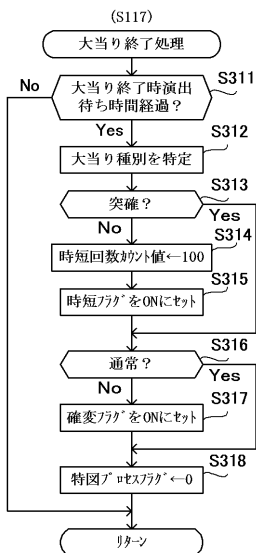 (S117)
大当り終了処理
No
大当り終了時演出
待ち時間経過?
S311
Yes
S312
大当り種別を特定
S313
突確?
Yes
No
S314
時短回数ｶｳﾝﾄ値←100
S315
時短ﾌﾗｸﾞをONにセット
S316
通常?
Yes
No
S317
確変ﾌﾗｸﾞをONにセット
S318
特図ﾌﾟﾛｾｽﾌﾗｸﾞ←0
リターン